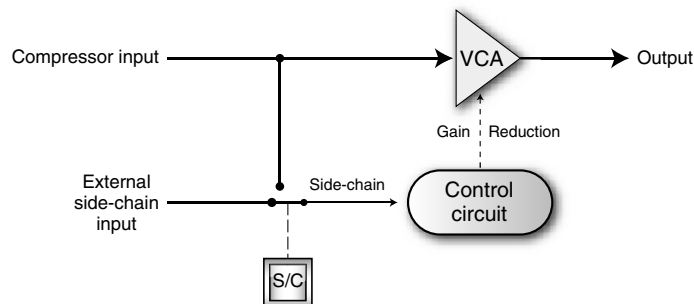 Compressor input
VCA
Output
Gain Reduction
External
side-chain
input
Side-chain
Control
circuit
S/C